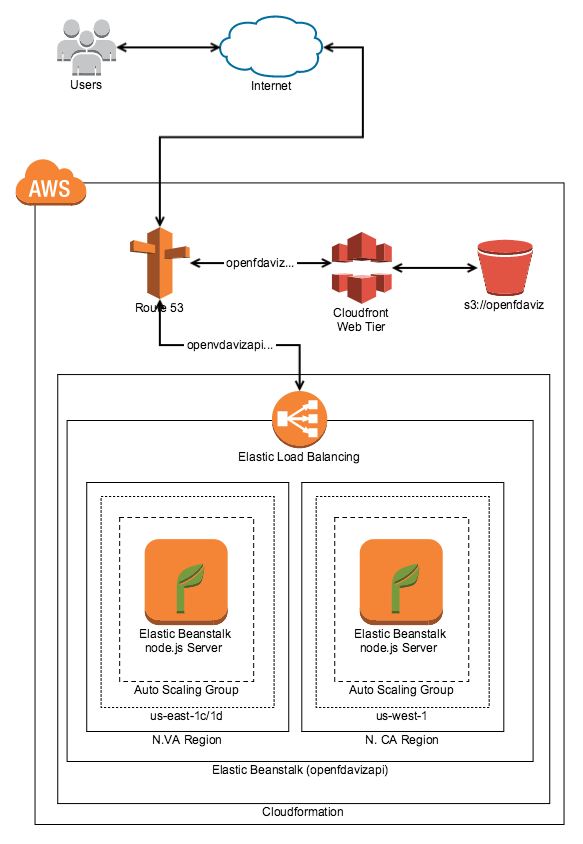 Users
Internet
AWS
openfdaviz...
Route 53
Cloudfront
Web Tier
s3://openfdaviz
openvdavizapi...
Elastic Load Balancing
Elastic Beanstalk
node.js Server
Auto Scaling Group
us-east-1c/1d
N.VA Region
Elastic Beanstalk
node.js Server
Auto Scaling Group
us-west-1
N. CA Region
Elastic Beanstalk (openfdavizapi)
Cloudformation